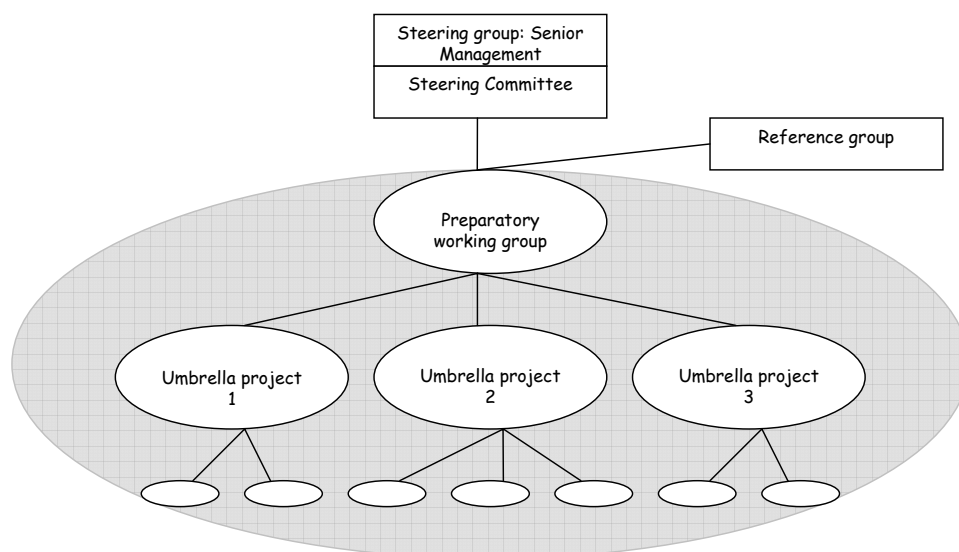 Steering group: Senior
Management
Steering Committee
Reference group
Preparatory
working group
Umbrella project
1
Umbrella project
2
Umbrella project
3